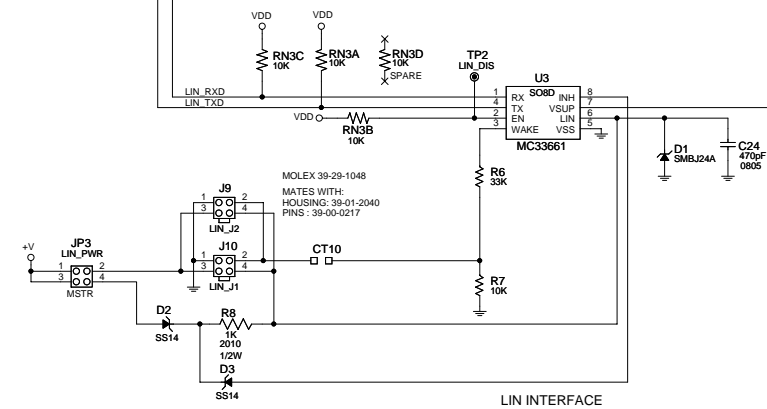 VDD
VDD
RN3C
10K
RN3A
10K
RN3D
10K
SPARE
TP2
LIN_DIS
U3
SO8D
LIN_RXD
LIN_TXD
1
4
2
3
RX
TX
EN
WAKE
INH
VSUP
LIN
VSS
8
7
6
5
MC33661
VDD
RN3B
10K
D1
SMBJ24A
C24
470pF
0805
R6
33K
MOLEX 39-29-1048
MATES WITH:
HOUSING: 39-01-2040
PINS : 39-00-0217
J9
1
2
3
4
LIN_J2
J10
1
2
3
4
LIN_J1
CT10
+V
JP3
LIN_PWR
1
2
3
4
MSTR
R7
10K
D2
SS14
R8
1K
2010
1/2W
D3
SS14
LIN INTERFACE